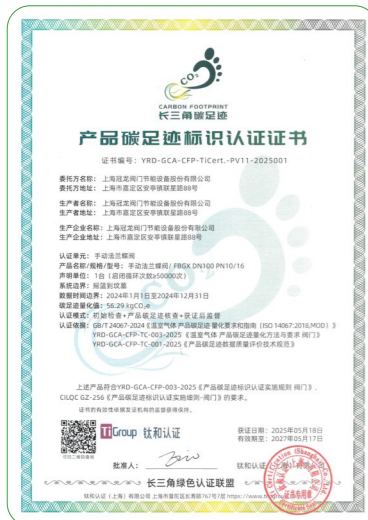 CO₂
CARBON FOOTPRINT
长三角碳足迹
产品碳足迹标识认证证书
证书编号：YRD-GCA-CFP-TiCert.-PV11-2025001
委托方名称：上海冠龙阀门节能设备股份有限公司
委托方地址：上海市嘉定区安亭镇联星路88号
生产者名称：上海冠龙阀门节能设备股份有限公司
生产者地址：上海市嘉定区安亭镇联星路88号
生产企业名称：上海冠龙阀门节能设备股份有限公司
生产企业地址：上海市嘉定区安亭镇联星路88号
认证单元：手动法兰蝶阀
产品名称/规格/型号：手动法兰蝶阀/ FBGX DN100 PN10/16
声明单位：1台（启闭循环次数≥50000次）
系统边界：摇篮到坟墓
数据时间边界：2024年1月1日至2024年12月31日
碳足迹量化值：56.29 kgCO₂e
认证模式：初始检查+产品碳足迹核查+获证后监督
认证依据：GB/T 24067-2024《温室气体 产品碳足迹 量化要求和指南（ISO 14067:2018,MOD）》
YRD-GCA-CFP-TC-003-2025《温室气体 产品碳足迹量化方法与要求 阀门》
YRD-GCA-CFP-TC-001-2025《产品碳足迹数据质量评价技术规范》
上述产品符合YRD-GCA-CFP-003-2025《产品碳足迹标识认证实施规则 阀门》、
CILQC GZ-256《产品碳足迹标识认证实施细则-阀门》的要求。
证书的有效性依据发证机构的监督获得保持。
TiGroup 钛和认证
获证日期：2025年05月18日
有效期至：2027年05月17日
批准人：
钛和认证（上海）有限公司
长三角绿色认证联盟
证书专用章
钛和认证（上海）有限公司 上海市普陀区长寿路767号7层 https://www.